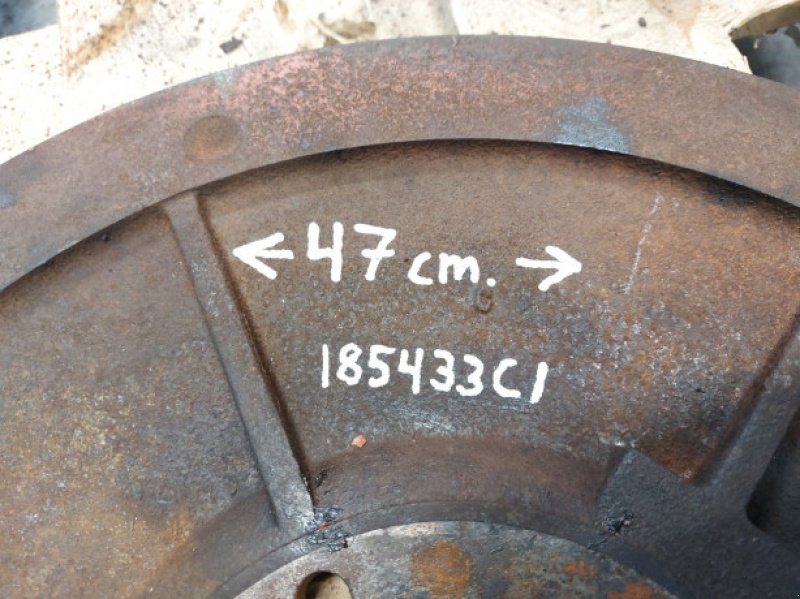 ← 47 cm. →
185433C1